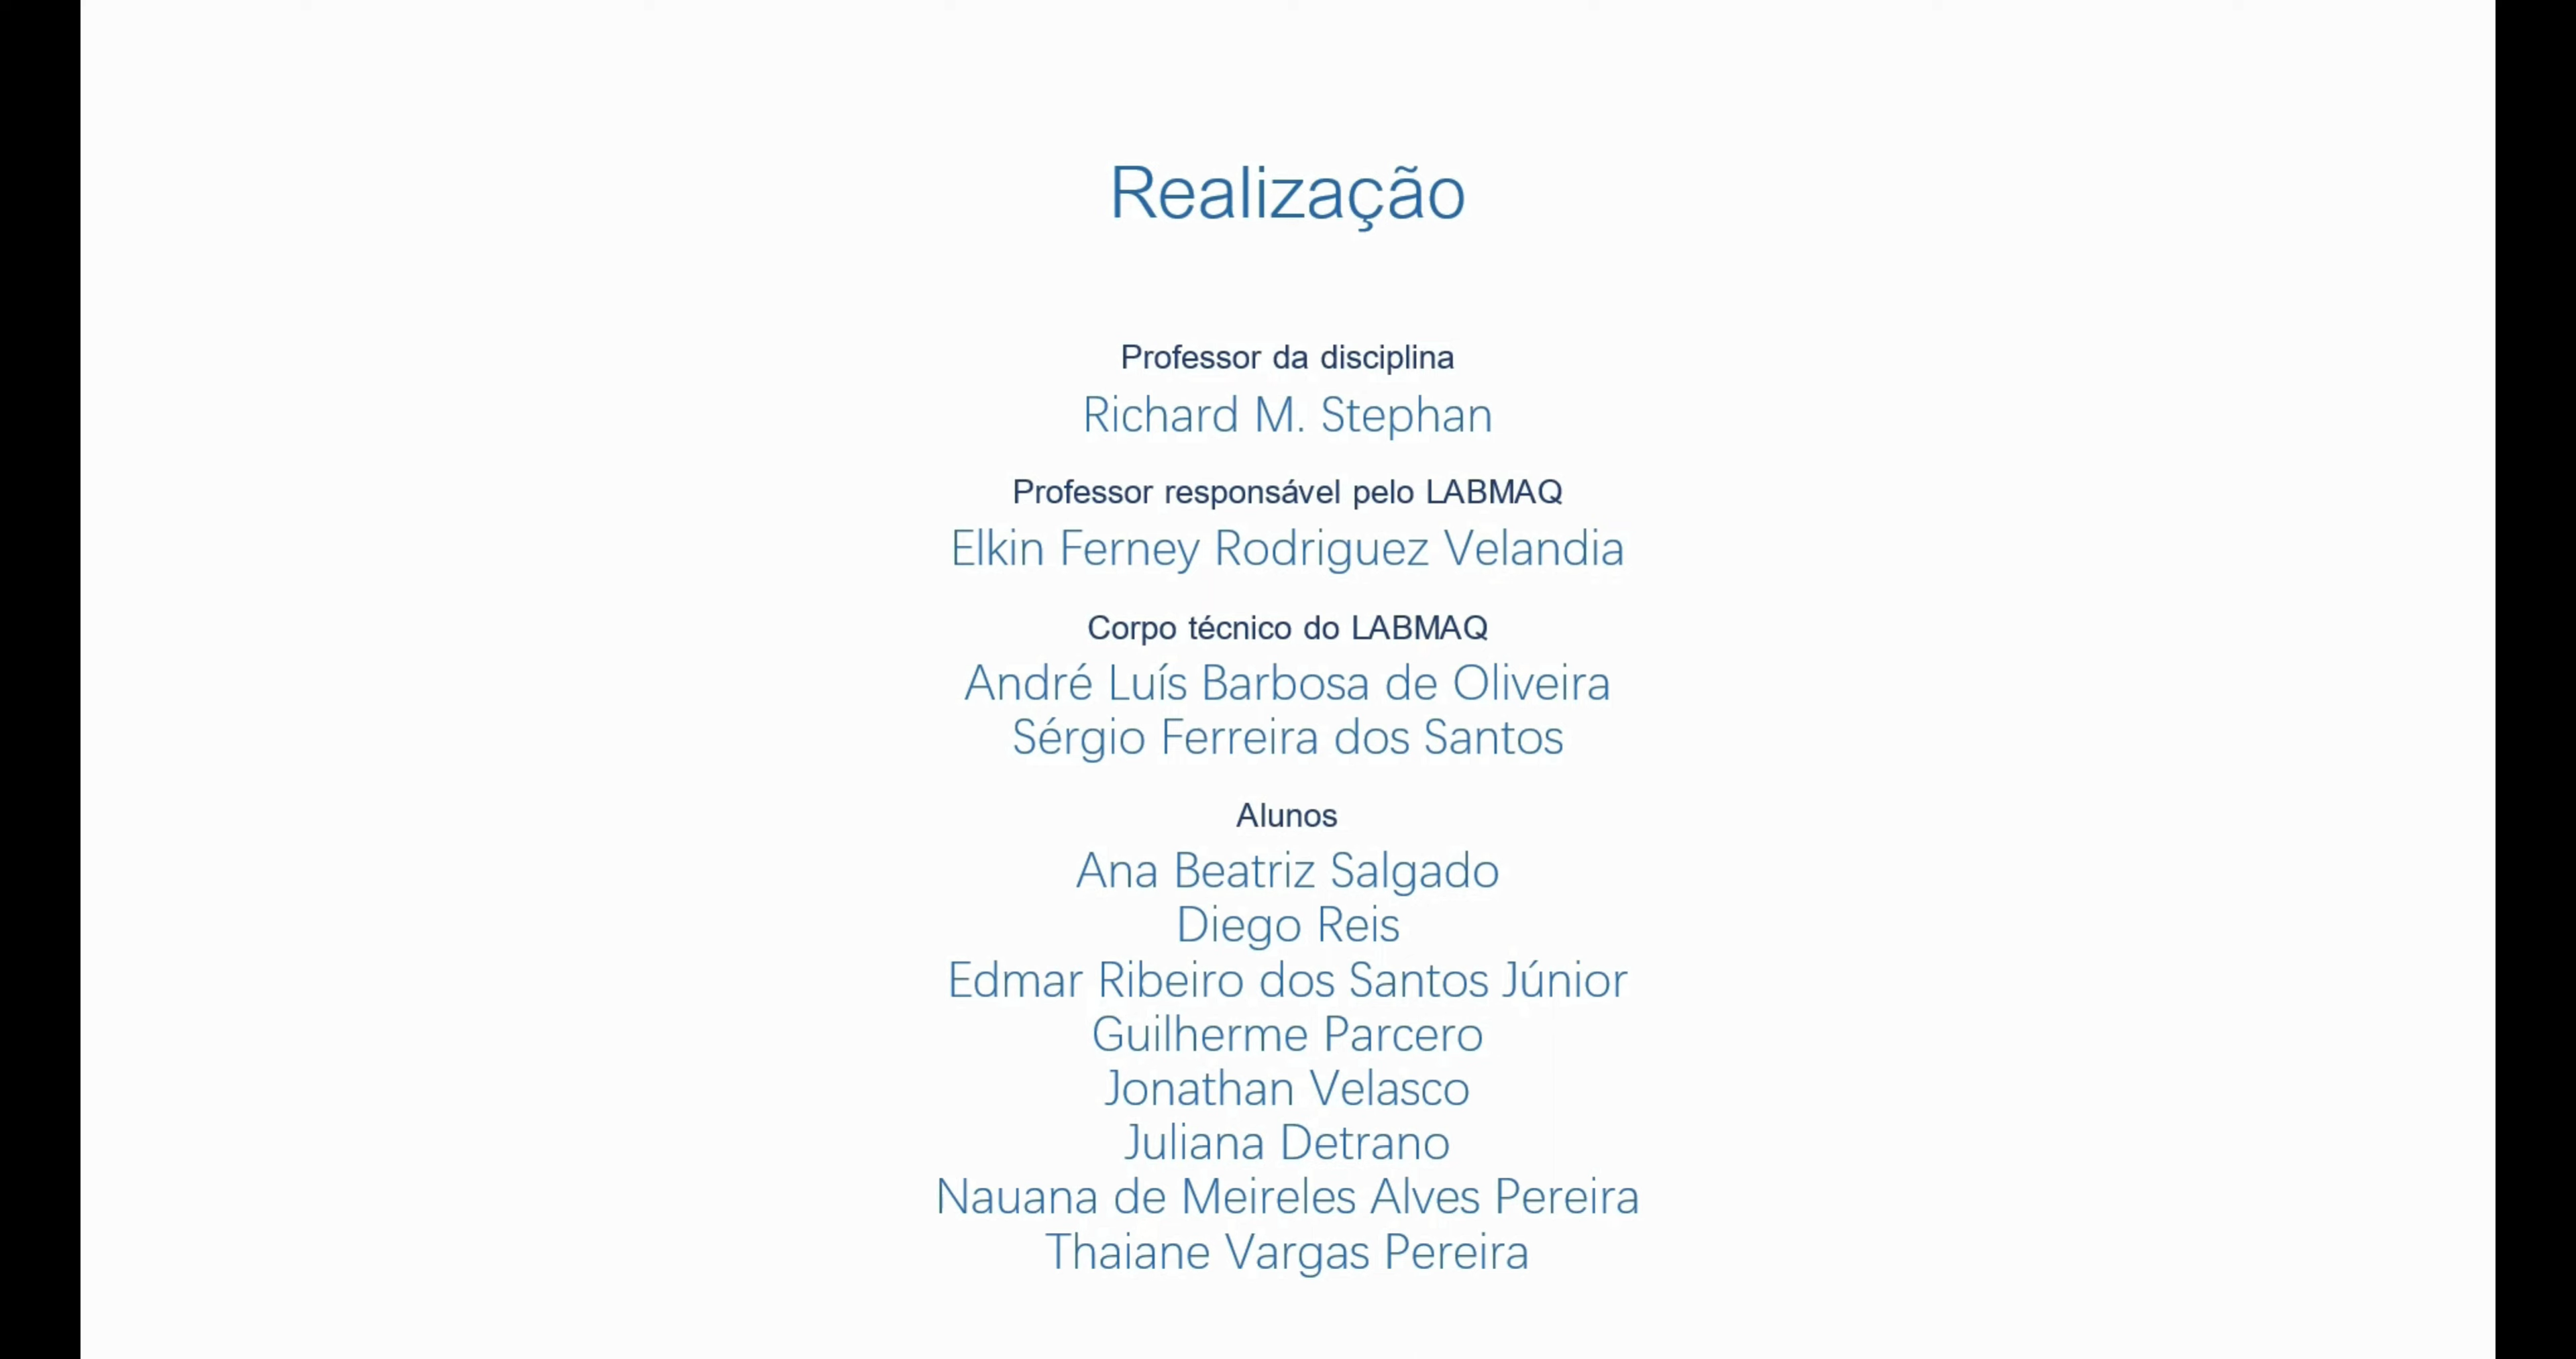 Realização
Professor da disciplina
Richard M. Stephan
Professor responsável pelo LABMAQ
Elkin Ferney Rodriguez Velandia
Corpo técnico do LABMAQ
André Luís Barbosa de Oliveira
Sérgio Ferreira dos Santos
Alunos
Ana Beatriz Salgado
Diego Reis
Edmar Ribeiro dos Santos Júnior
Guilherme Parcero
Jonathan Velasco
Juliana Detrano
Nauana de Meireles Alves Pereira
Thaiane Vargas Pereira